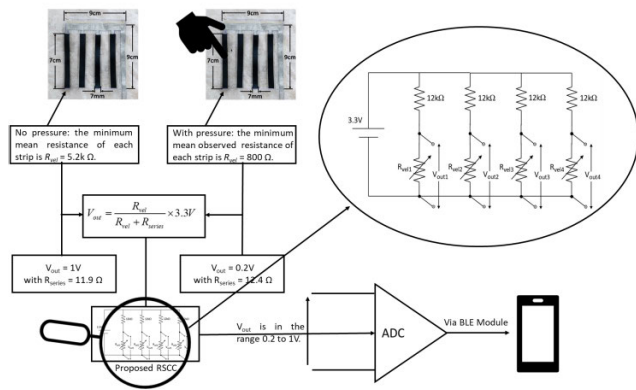 9cm
9cm
7cm
9cm
7mm
7cm
9cm
7mm
No pressure: the minimum
mean resistance of each
strip is Rvel = 5.2k Ω.
With pressure: the minimum
mean observed resistance
of each strip is Rvel = 800 Ω.
Vout = Rvel / (Rvel + Rseries) × 3.3V
Vout = 1V
with Rseries = 11.9 Ω
Vout = 0.2V
with Rseries = 12.4 Ω
Proposed RSCC
Vout is in the
range 0.2 to 1V.
ADC
Via BLE Module
3.3V
12kΩ 12kΩ 12kΩ 12kΩ
Rvel1 Vout1 Rvel2 Vout2 Rvel3 Vout3 Rvel4 Vout4